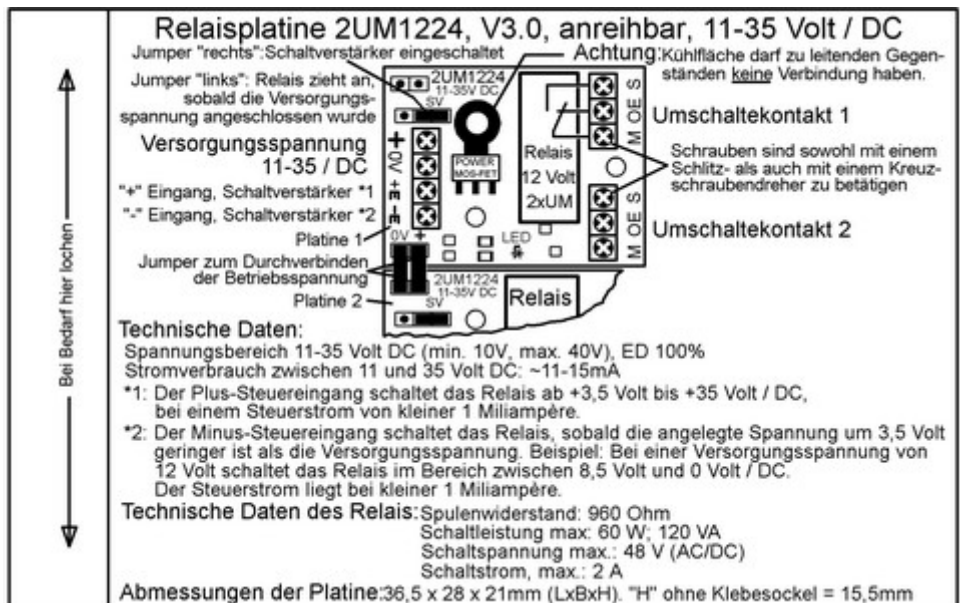 Relaisplatine 2UM1224, V3.0, anreihbar, 11-35 Volt / DC
Jumper "rechts":Schaltverstärker eingeschaltet
Achtung:Kühlfläche darf zu leitenden Gegen-
ständen keine Verbindung haben.
Jumper "links": Relais zieht an,
sobald die Versorgungs-
spannung angeschlossen wurde
2UM1224
11-35V DC
SV
Versorgungsspannung
11-35 / DC
+
0V
+E
-E
"+" Eingang, Schaltverstärker *1
"-" Eingang, Schaltverstärker *2
POWER
MOS-FET
Relais
12 Volt
2xUM
M OE S
Umschaltekontakt 1
Schrauben sind sowohl mit einem
Schlitz- als auch mit einem Kreuz-
schraubendreher zu betätigen
M OE S
Umschaltekontakt 2
LED
Platine 1
0V +
Jumper zum Durchverbinden
der Betriebsspannung
Platine 2
2UM1224
11-35V DC
SV
Relais
Bei Bedarf hier lochen
Technische Daten:
Spannungsbereich 11-35 Volt DC (min. 10V, max. 40V), ED 100%
Stromverbrauch zwischen 11 und 35 Volt DC: ~11-15mA
*1: Der Plus-Steuereingang schaltet das Relais ab +3,5 Volt bis +35 Volt / DC,
bei einem Steuerstrom von kleiner 1 Miliampère.
*2: Der Minus-Steuereingang schaltet das Relais, sobald die angelegte Spannung um 3,5 Volt
geringer ist als die Versorgungsspannung. Beispiel: Bei einer Versorgungsspannung von
12 Volt schaltet das Relais im Bereich zwischen 8,5 Volt und 0 Volt / DC.
Der Steuerstrom liegt bei kleiner 1 Miliampère.
Technische Daten des Relais:Spulenwiderstand: 960 Ohm
Schaltleistung max: 60 W; 120 VA
Schaltspannung max.: 48 V (AC/DC)
Schaltstrom, max.: 2 A
Abmessungen der Platine:36,5 x 28 x 21mm (LxBxH). "H" ohne Klebesockel = 15,5mm